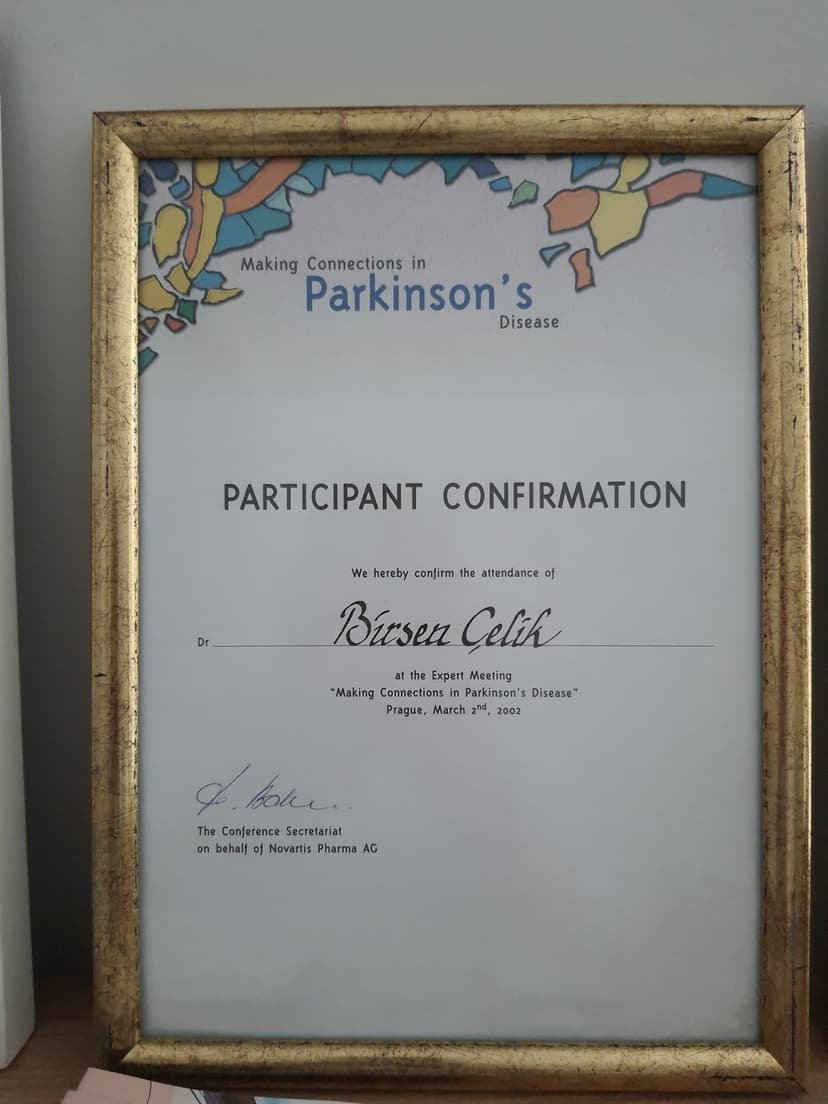 Making Connections in
Parkinson's
Disease
PARTICIPANT CONFIRMATION
We hereby confirm the attendance of
Dr Birsen Çelik
at the Expert Meeting
"Making Connections in Parkinson's Disease"
Prague, March 2nd, 2002
The Conference Secretariat
on behalf of Novartis Pharma AG